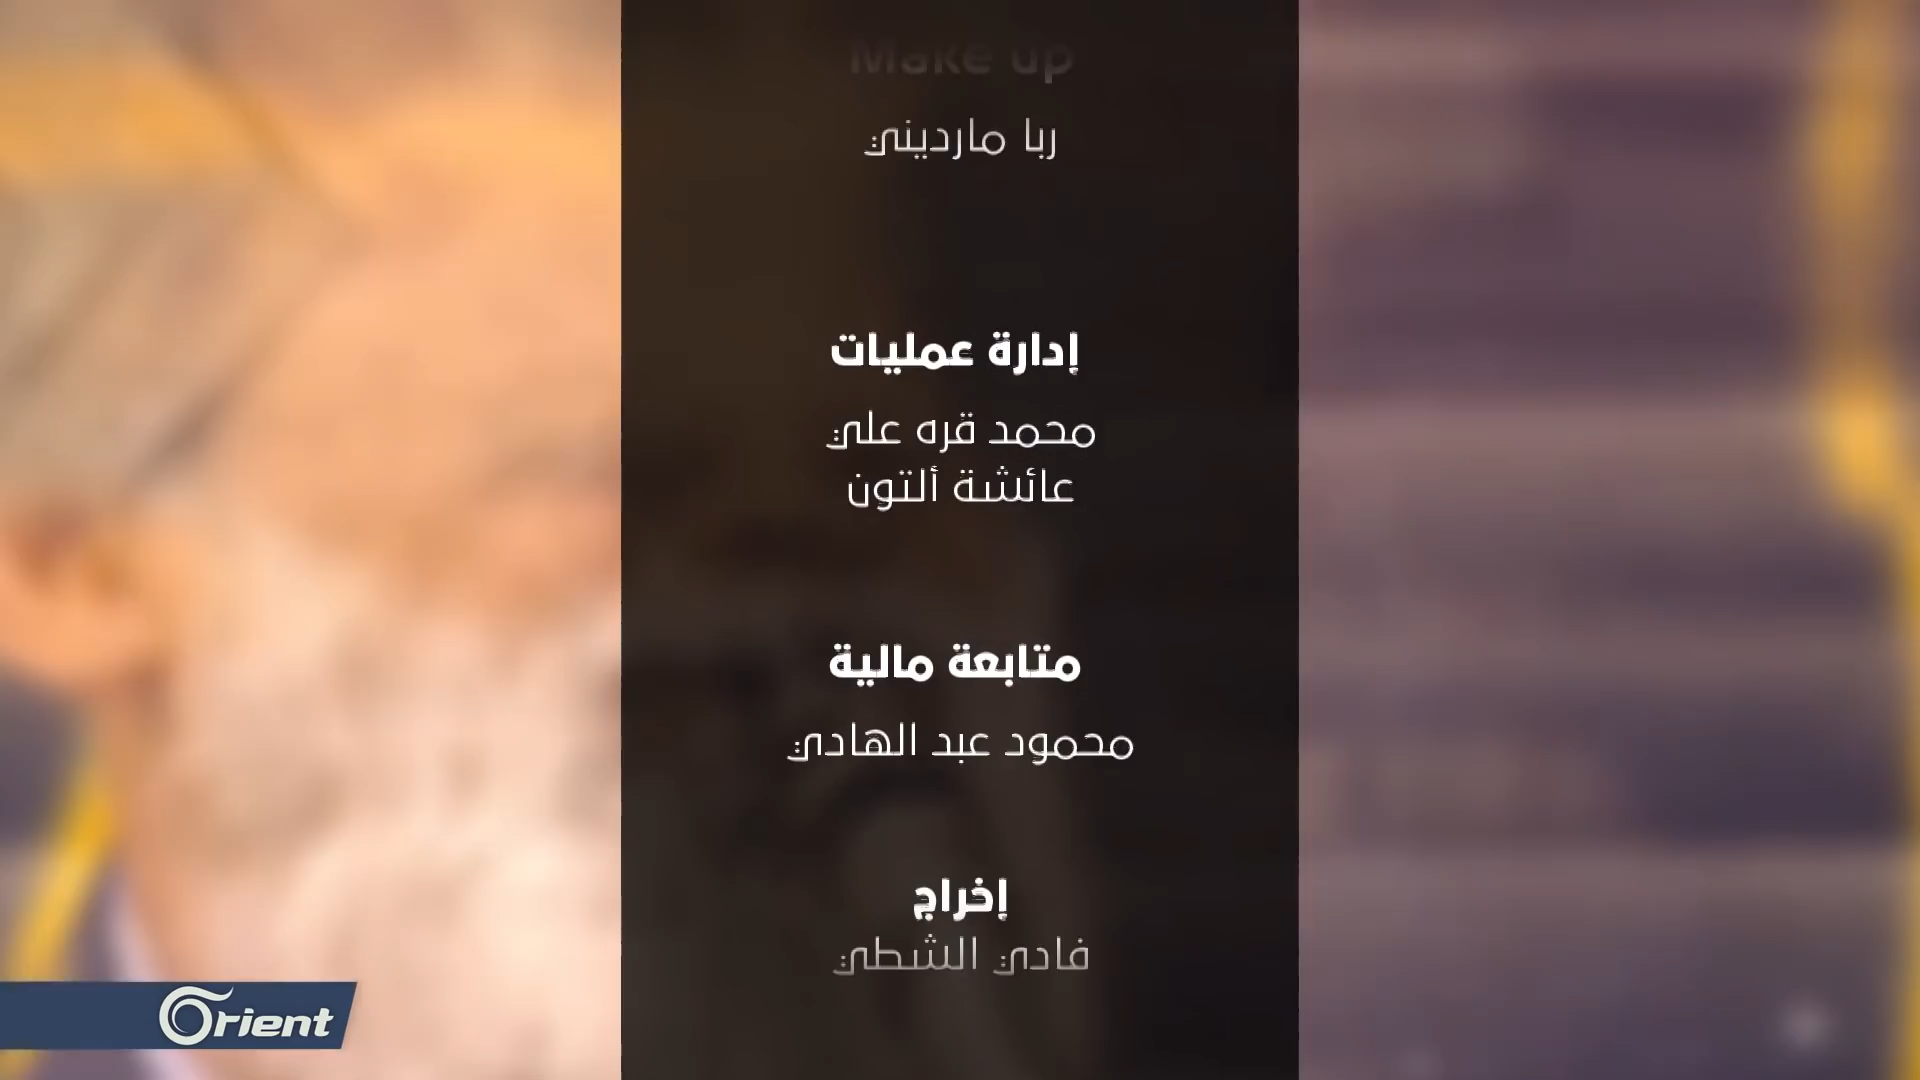 Make up
ربا مارديني
إدارة عمليات
محمد قره علي
عائشة ألتون
متابعة مالية
محمود عبد الهادي
إخراج
فادي الشطي
Orient